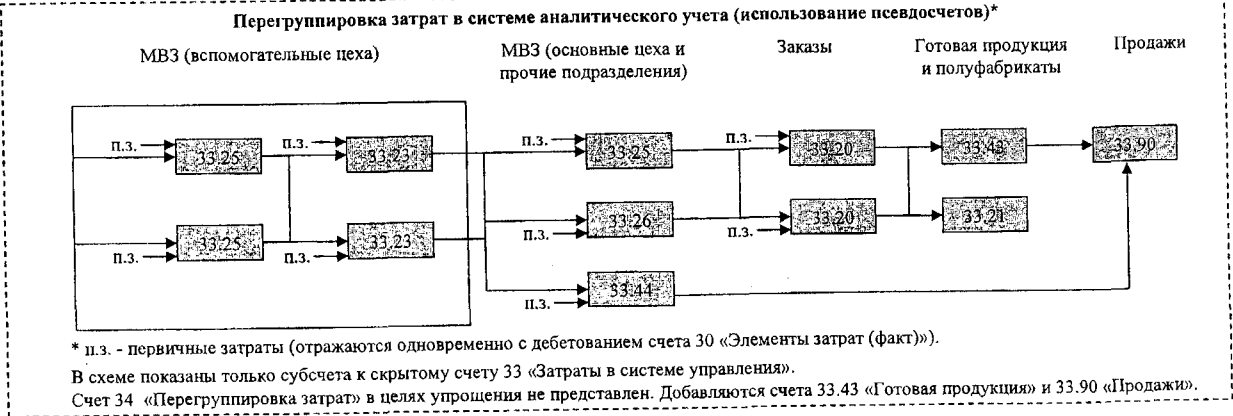 Перегруппировка затрат в системе аналитического учета (использование псевдосчетов)*
МВЗ (вспомогательные цеха)
МВЗ (основные цеха и
прочие подразделения)
Заказы
Готовая продукция
и полуфабрикаты
Продажи
п.з.
33.25
п.з.
33.23
п.з.
33.25
п.з.
33.20
33.43
33.90
п.з.
33.25
п.з.
33.23
п.з.
33.26
п.з.
33.20
33.21
п.з.
33.44
* п.з. - первичные затраты (отражаются одновременно с дебетованием счета 30 «Элементы затрат (факт)»).
В схеме показаны только субсчета к скрытому счету 33 «Затраты в системе управления».
Счет 34 «Перегруппировка затрат» в целях упрощения не представлен. Добавляются счета 33.43 «Готовая продукция» и 33.90 «Продажи».